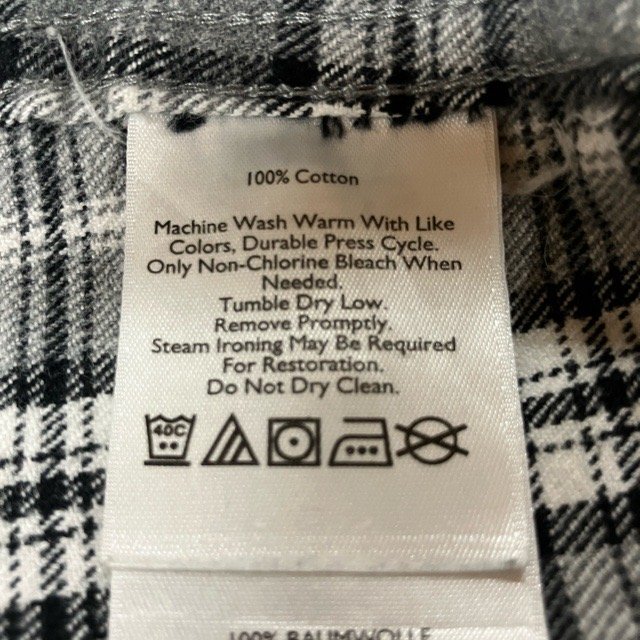 100% Cotton
Machine Wash Warm With Like
Colors. Durable Press Cycle.
Only Non-Chlorine Bleach When
Needed.
Tumble Dry Low.
Remove Promptly.
Steam Ironing May Be Required
For Restoration.
Do Not Dry Clean.
40C
100% BAUMWOLLE